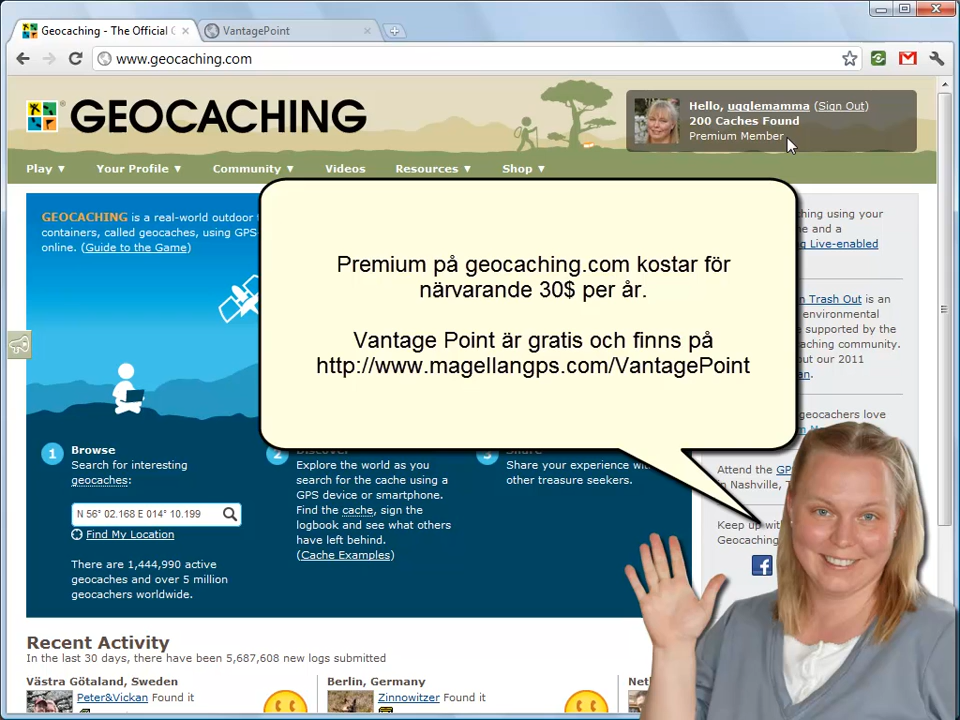 Geocaching - The Official
VantagePoint
www.geocaching.com
GEOCACHING
Hello, ugglemamma (Sign Out)
200 Caches Found
Premium Member
Play ▼ Your Profile ▼ Community ▼ Videos Resources ▼ Shop ▼
GEOCACHING is a real-world outdoor
containers, called geocaches, using GPS-
online. (Guide to the Game)
Premium på geocaching.com kostar för
närvarande 30$ per år.
Vantage Point är gratis och finns på
http://www.magellangps.com/VantagePoint
using your
and a
Live-enabled
Trash Out is an
environmental
supported by the
community.
out our 2011
geocachers love
Attend the GPS
in Nashville, T
Keep up with
Geocaching
1 Browse
Search for interesting
geocaches:
N 56° 02.168 E 014° 10.199
Find My Location
There are 1,444,990 active
geocaches and over 5 million
geocachers worldwide.
2 Discover
Explore the world as you
search for the cache using a
GPS device or smartphone.
Find the cache, sign the
logbook and see what others
have left behind.
(Cache Examples)
3 Share
Share your experience with
other treasure seekers.
Recent Activity
In the last 30 days, there have been 5,687,608 new logs submitted
Västra Götaland, Sweden
Peter&Vickan Found it
Berlin, Germany
Zinnowitzer Found it